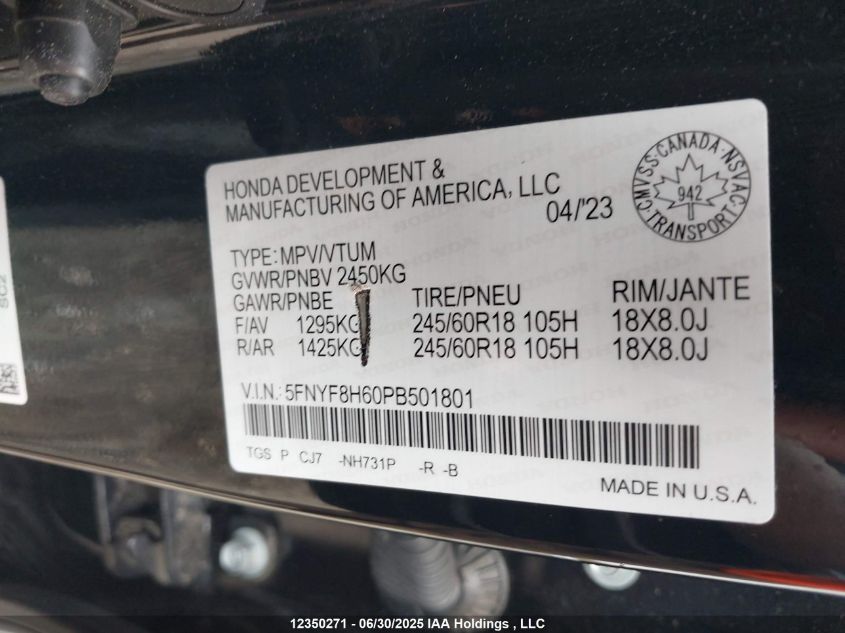 HONDA DEVELOPMENT &
MANUFACTURING OF AMERICA, LLC
04/'23
CMVSS · CANADA · NSVAC
942
TRANSPORT
TYPE: MPV/VTUM
GVWR/PNBV 2450KG
GAWR/PNBE TIRE/PNEU RIM/JANTE
F/AV 1295KG 245/60R18 105H 18X8.0J
R/AR 1425KG 245/60R18 105H 18X8.0J
V.I.N.: 5FNYF8H60PB501801
TGS P CJ7 -NH731P -R -B
MADE IN U.S.A.
SC2
12350271 - 06/30/2025 IAA Holdings , LLC